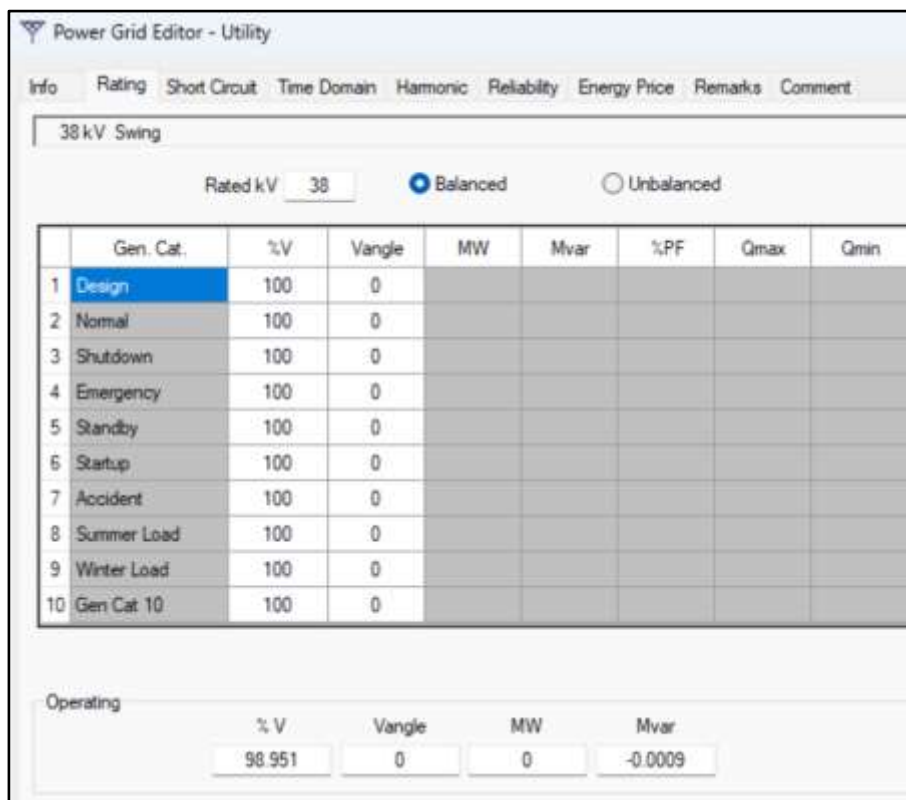 Power Grid Editor - Utility
Info Rating Short Circuit Time Domain Harmonic Reliability Energy Price Remarks Comment
38 kV Swing
Rated kV 38 Balanced Unbalanced
Gen. Cat. %V Vangle MW Mvar %PF Qmax Qmin
1 Design 100 0
2 Normal 100 0
3 Shutdown 100 0
4 Emergency 100 0
5 Standby 100 0
6 Startup 100 0
7 Accident 100 0
8 Summer Load 100 0
9 Winter Load 100 0
10 Gen Cat 10 100 0
Operating
% V Vangle MW Mvar
98.951 0 0 -0.0009